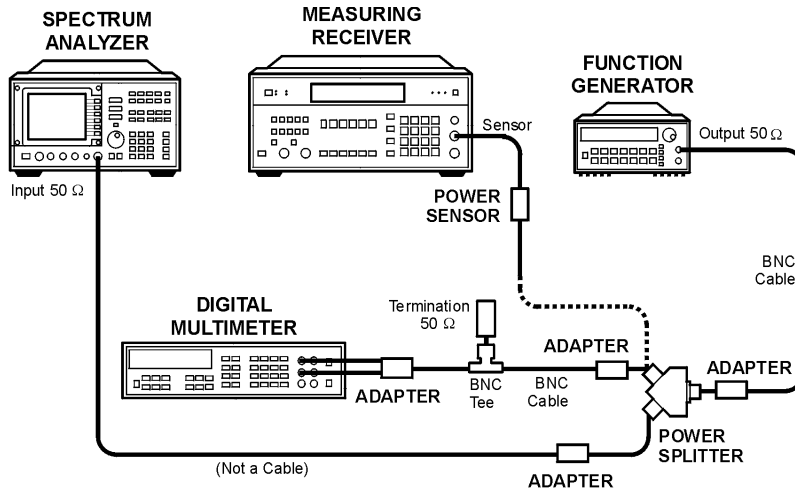 SPECTRUM
ANALYZER
MEASURING
RECEIVER
FUNCTION
GENERATOR
Sensor
Output 50 Ω
Input 50 Ω
POWER
SENSOR
BNC
Cable
DIGITAL
MULTIMETER
Termination
50 Ω
ADAPTER
ADAPTER
ADAPTER
BNC
Tee
BNC
Cable
POWER
SPLITTER
(Not a Cable)
ADAPTER